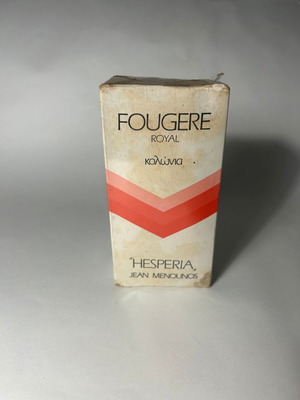 FOUGERE
ROYAL
κολώνια
"HESPERIA„
JEAN MENOUNOS